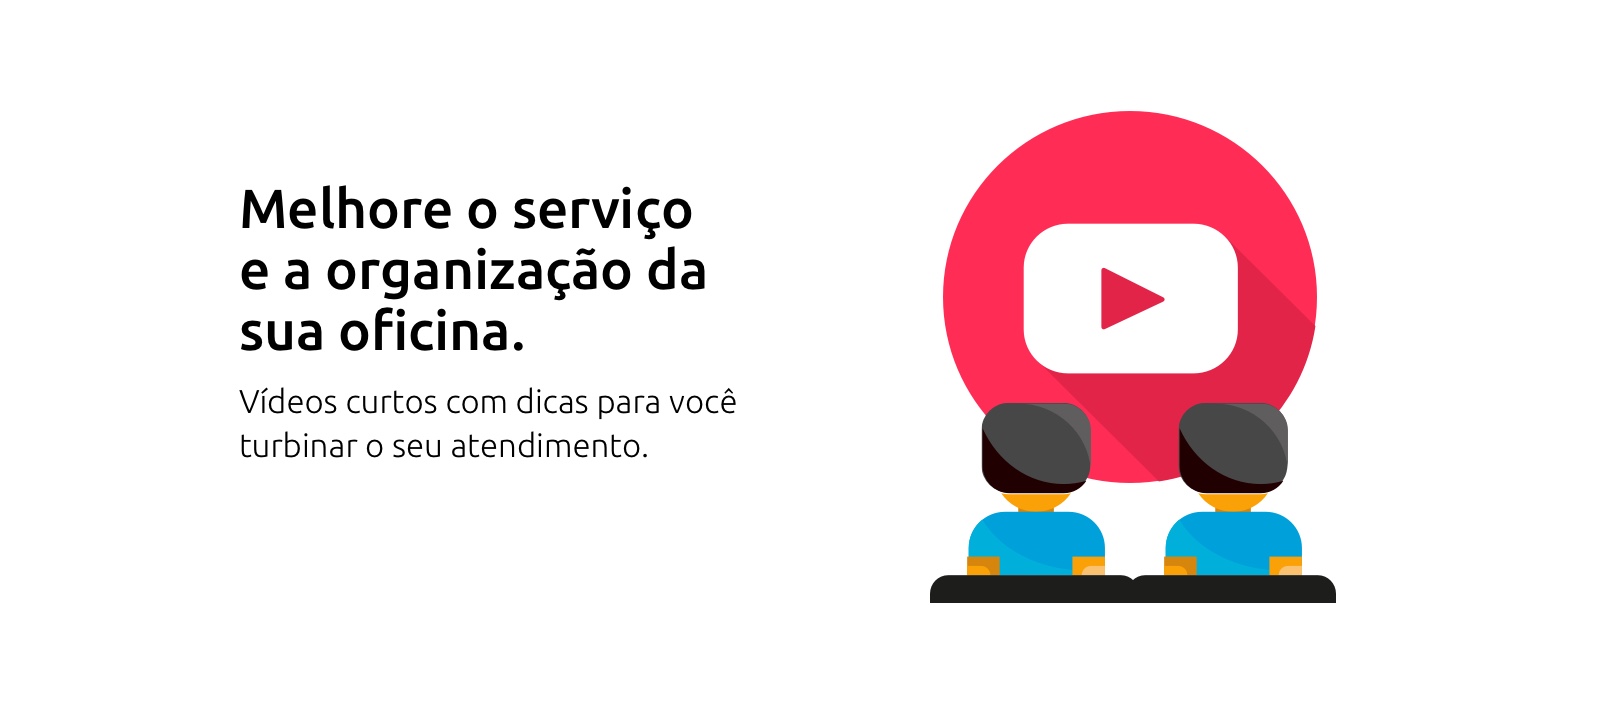 Melhore o serviço
e a organização da
sua oficina.
Vídeos curtos com dicas para você
turbinar o seu atendimento.